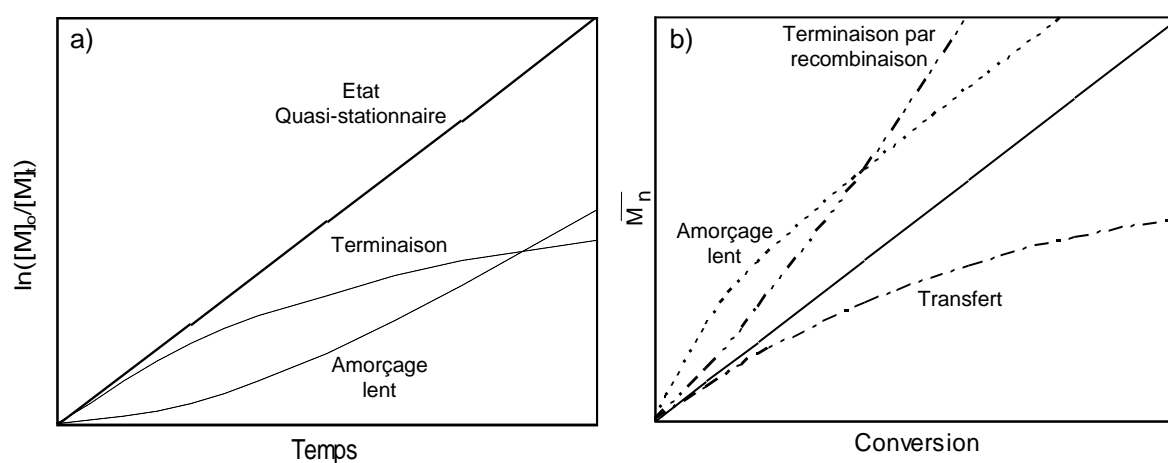 a)
Etat
Quasi-stationnaire
Terminaison
Amorçage
lent
ln([M]o/[M]t)
Temps
b)
Terminaison par
recombinaison
Amorçage
lent
Transfert
Mn
Conversion